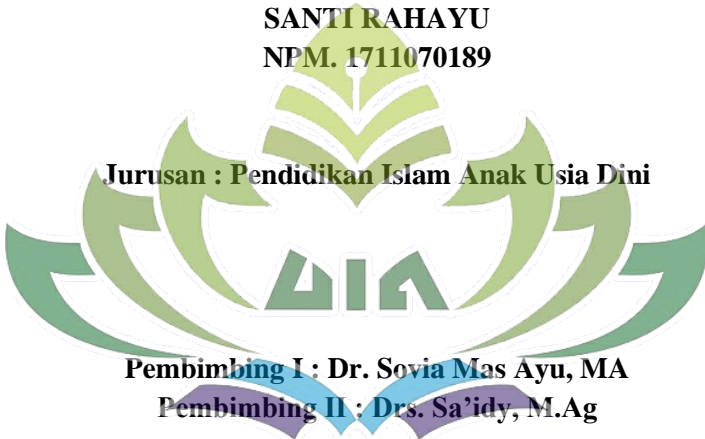 SANTI RAHAYU
NPM. 1711070189
Jurusan : Pendidikan Islam Anak Usia Dini
UIN
Pembimbing I : Dr. Sovia Mas Ayu, MA
Pembimbing II : Drs. Sa’idy, M.Ag